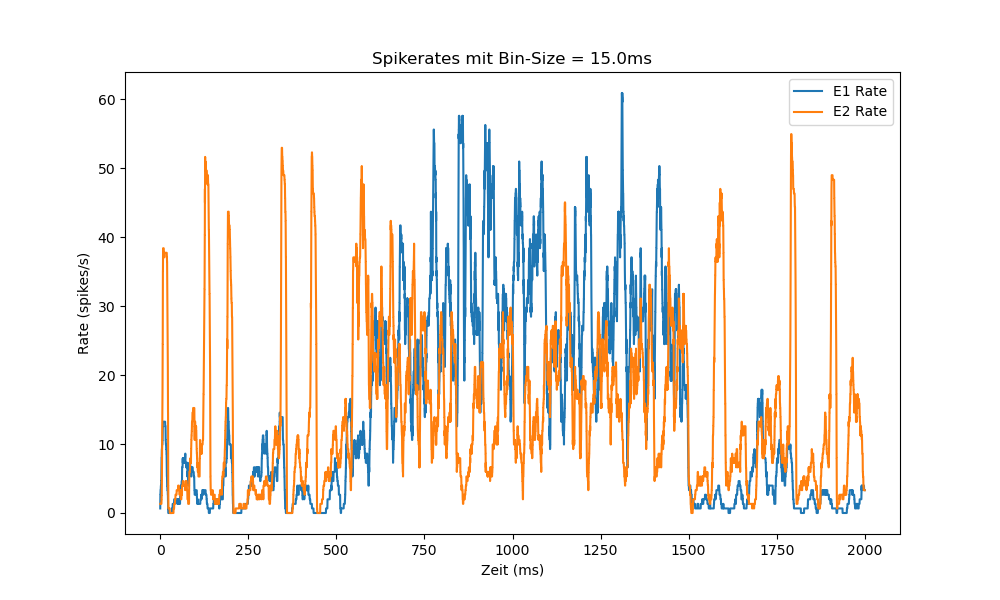 Spikerates mit Bin-Size = 15.0ms
E1 Rate
E2 Rate
Rate (spikes/s)
60
50
40
30
20
10
0
0 250 500 750 1000 1250 1500 1750 2000
Zeit (ms)